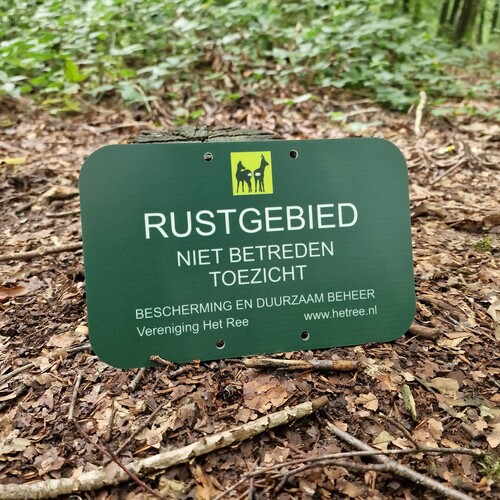 RUSTGEBIED
NIET BETREDEN
TOEZICHT
BESCHERMING EN DUURZAAM BEHEER
Vereniging Het Ree www.hetree.nl